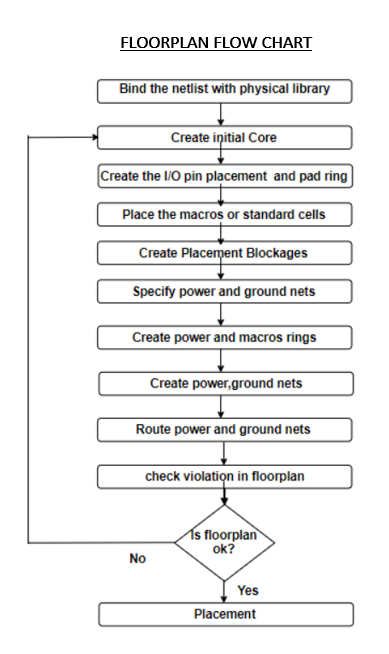 FLOORPLAN FLOW CHART
Bind the netlist with physical library
Create initial Core
Create the I/O pin placement and pad ring
Place the macros or standard cells
Create Placement Blockages
Specify power and ground nets
Create power and macros rings
Create power,ground nets
Route power and ground nets
check violation in floorplan
Is floorplan
ok?
No
Yes
Placement